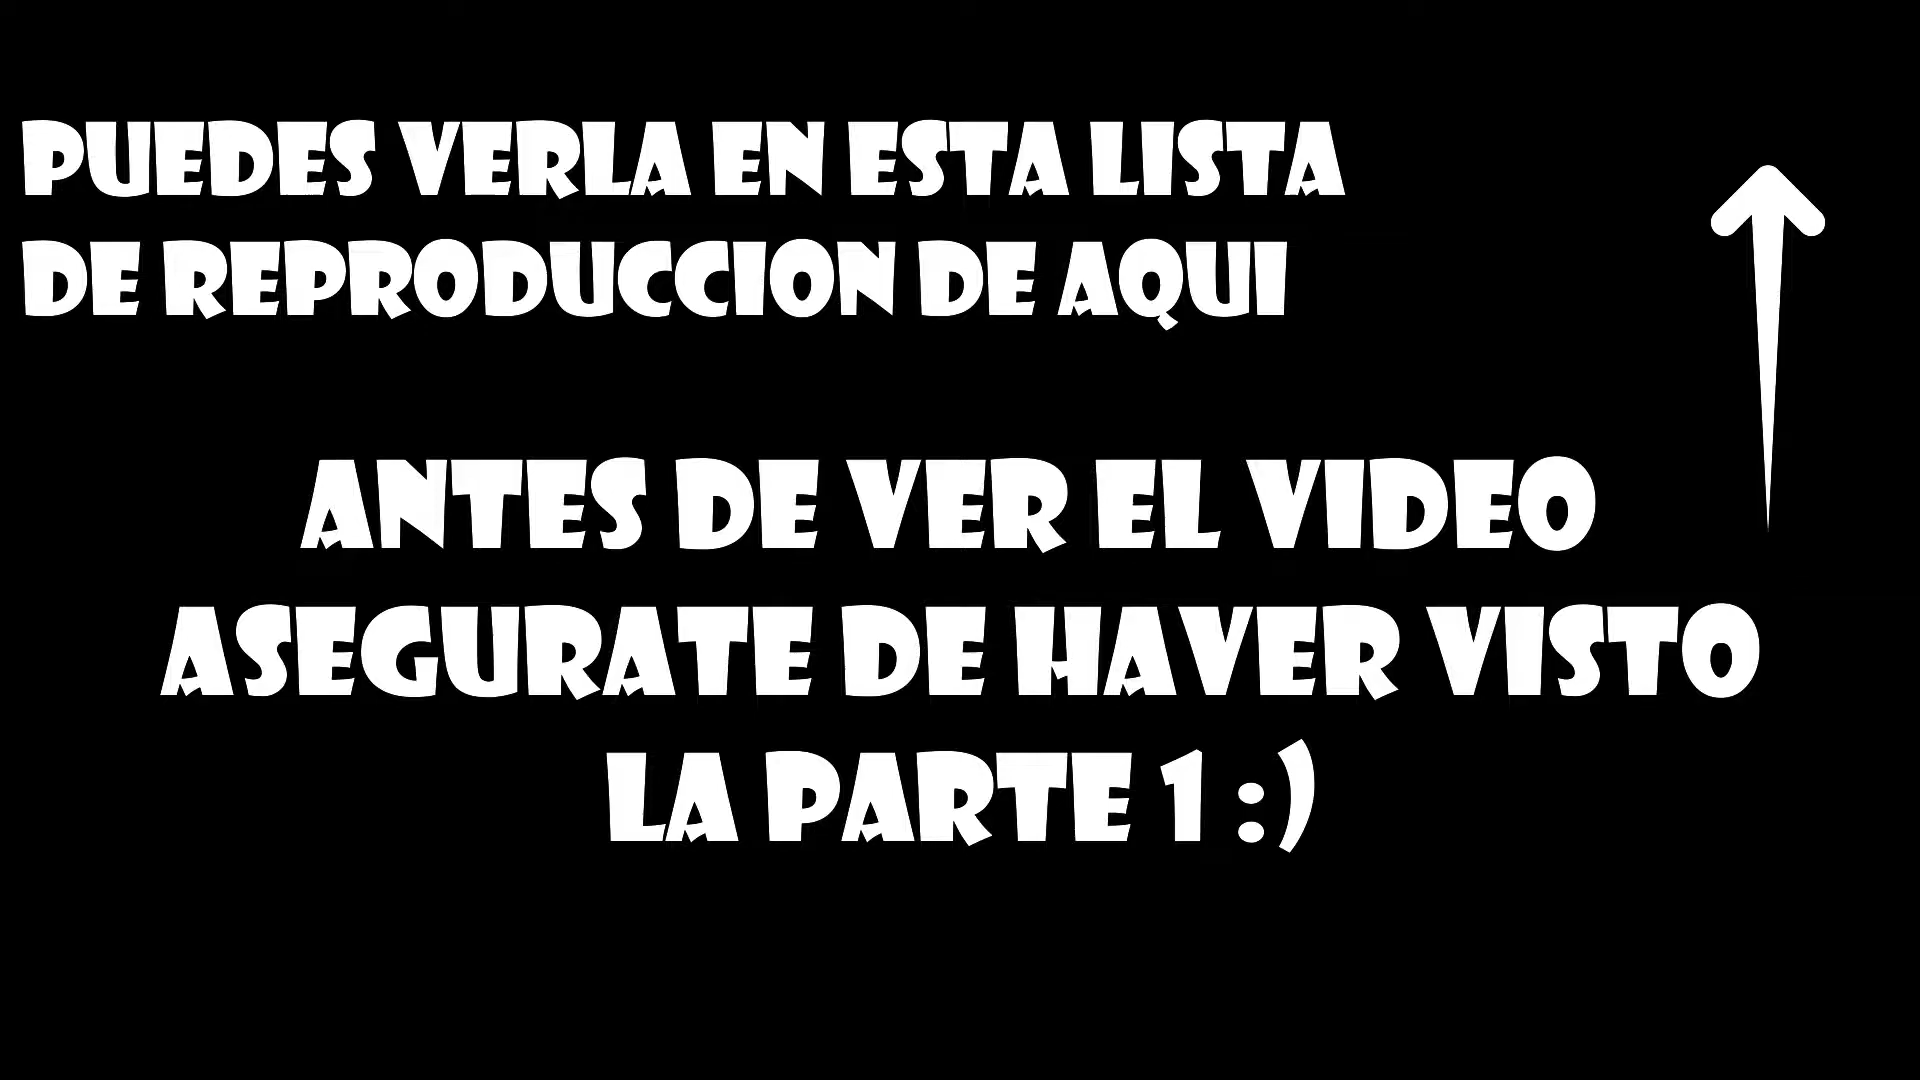 PUEDES VERLA EN ESTA LISTA
DE REPRODUCCION DE AQUI
ANTES DE VER EL VIDEO
ASEGURATE DE HAVER VISTO
LA PARTE 1 :)